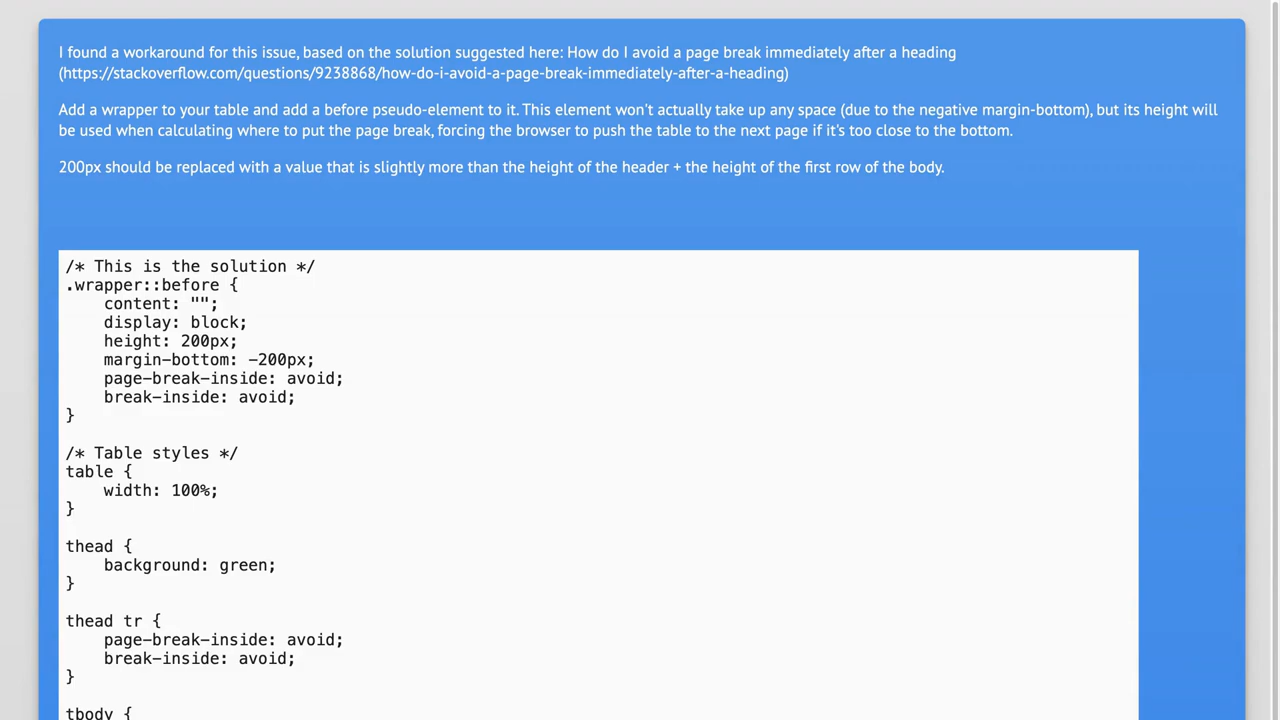 I found a workaround for this issue, based on the solution suggested here: How do I avoid a page break immediately after a heading
(https://stackoverflow.com/questions/9238868/how-do-i-avoid-a-page-break-immediately-after-a-heading)
Add a wrapper to your table and add a before pseudo-element to it. This element won't actually take up any space (due to the negative margin-bottom), but its height will
be used when calculating where to put the page break, forcing the browser to push the table to the next page if it's too close to the bottom.
200px should be replaced with a value that is slightly more than the height of the header + the height of the first row of the body.
/* This is the solution */
.wrapper::before {
    content: "";
    display: block;
    height: 200px;
    margin-bottom: -200px;
    page-break-inside: avoid;
    break-inside: avoid;
}
/* Table styles */
table {
    width: 100%;
}
thead {
    background: green;
}
thead tr {
    page-break-inside: avoid;
    break-inside: avoid;
}
tbody {